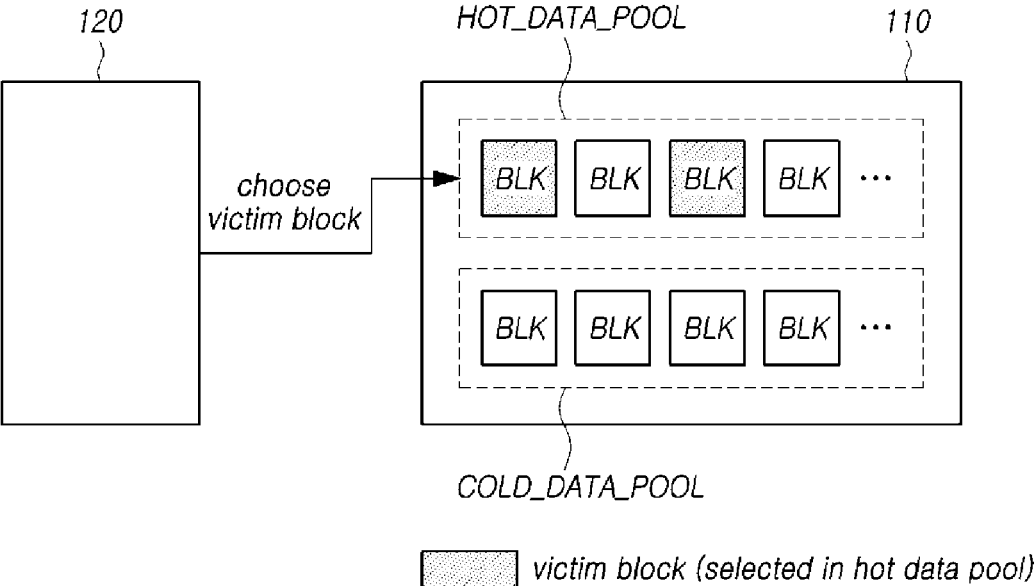 120
HOT_DATA_POOL
110
choose
victim block
BLK BLK BLK BLK ...
BLK BLK BLK BLK ...
COLD_DATA_POOL
victim block (selected in hot data pool)